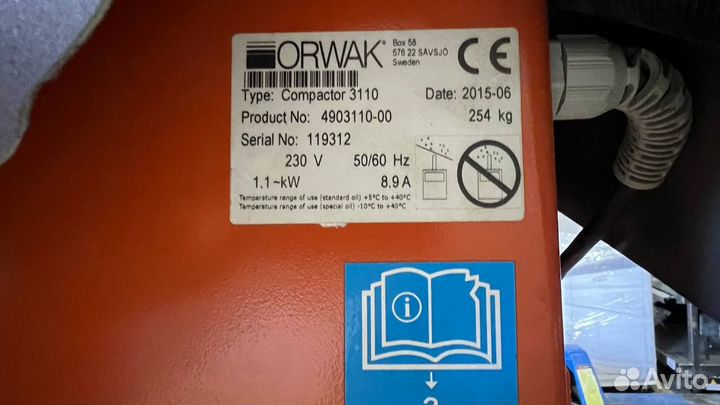 ORWAK®
Box 58
576 22 SÄVSJÖ
Sweden
CE
Type: Compactor 3110
Date: 2015-06
Product No: 4903110-00
254 kg
Serial No: 119312
230 V 50/60 Hz
1.1~kW 8.9A
Temperature range of use (standard oil) +5°C to +40°C
Temperature range of use (special oil) -10°C to +40°C
i
Avito